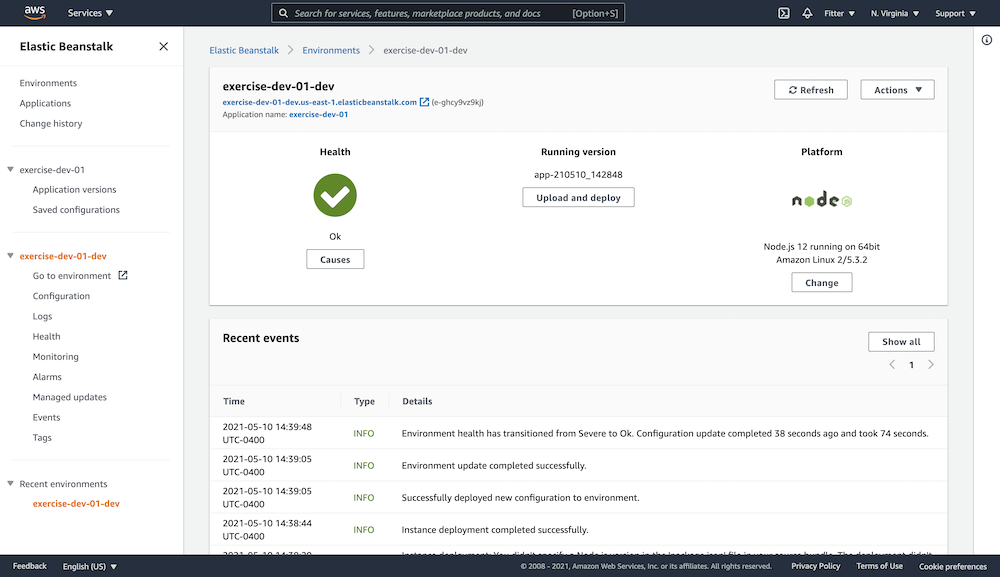 aws Services ▼ Search for services, features, marketplace products, and docs [Option+S] Fitter ▼ N. Virginia ▼ Support ▼
Elastic Beanstalk
Environments
Applications
Change history
exercise-dev-01
Application versions
Saved configurations
exercise-dev-01-dev
Go to environment
Configuration
Logs
Health
Monitoring
Alarms
Managed updates
Events
Tags
Recent environments
exercise-dev-01-dev
Elastic Beanstalk > Environments > exercise-dev-01-dev
exercise-dev-01-dev
exercise-dev-01-dev.us-east-1.elasticbeanstalk.com (e-ghcy9vz9kj)
Application name: exercise-dev-01
Refresh
Actions ▼
Health
Ok
Causes
Running version
app-210510_142848
Upload and deploy
Platform
node
Node.js 12 running on 64bit
Amazon Linux 2/5.3.2
Change
Recent events
Show all
< 1 >
Time Type Details
2021-05-10 14:39:48
UTC-0400
INFO
Environment health has transitioned from Severe to Ok. Configuration update completed 38 seconds ago and took 74 seconds.
2021-05-10 14:39:05
UTC-0400
INFO
Environment update completed successfully.
2021-05-10 14:39:05
UTC-0400
INFO
Successfully deployed new configuration to environment.
2021-05-10 14:38:44
UTC-0400
INFO
Instance deployment completed successfully.
Feedback English (US) ▼ © 2008 - 2021, Amazon Web Services, Inc. or its affiliates. All rights reserved. Privacy Policy Terms of Use Cookie preferences